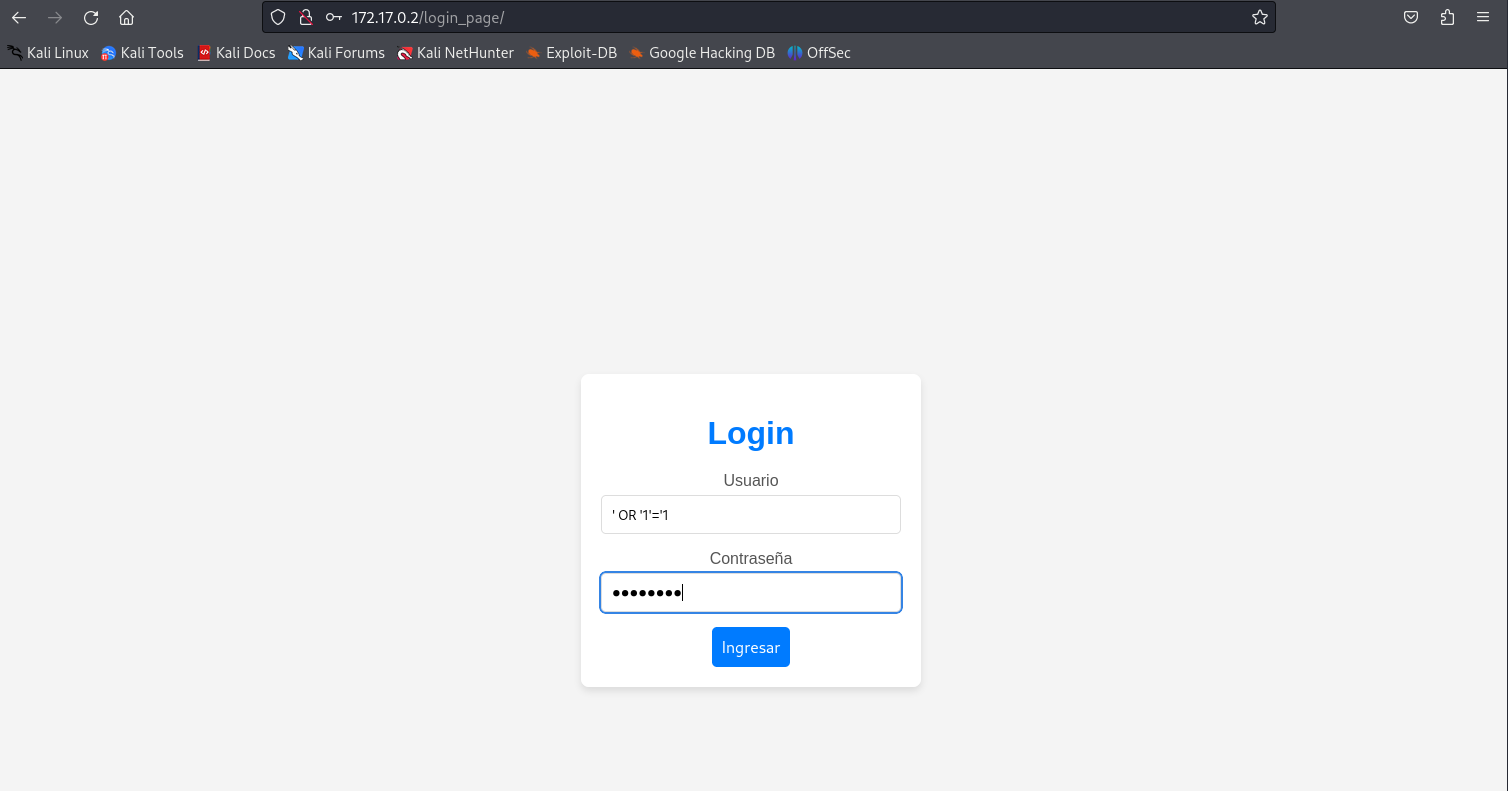 172.17.0.2/login_page/
Kali Linux Kali Tools Kali Docs Kali Forums Kali NetHunter Exploit-DB Google Hacking DB OffSec
Login
Usuario
' OR '1'='1
Contraseña
●●●●●●●●
Ingresar